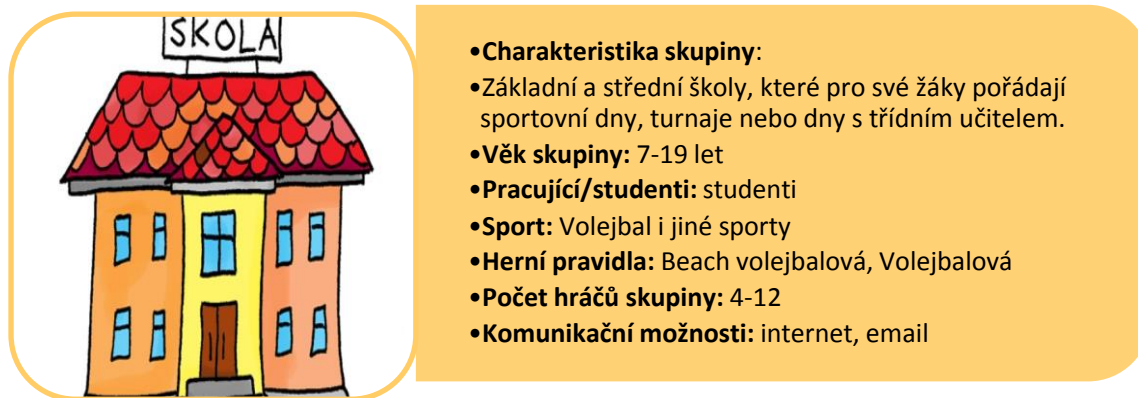 SKOLA
•Charakteristika skupiny:
•Základní a střední školy, které pro své žáky pořádají
sportovní dny, turnaje nebo dny s třídním učitelem.
•Věk skupiny: 7-19 let
•Pracující/studenti: studenti
•Sport: Volejbal i jiné sporty
•Herní pravidla: Beach volejbalová, Volejbalová
•Počet hráčů skupiny: 4-12
•Komunikační možnosti: internet, email